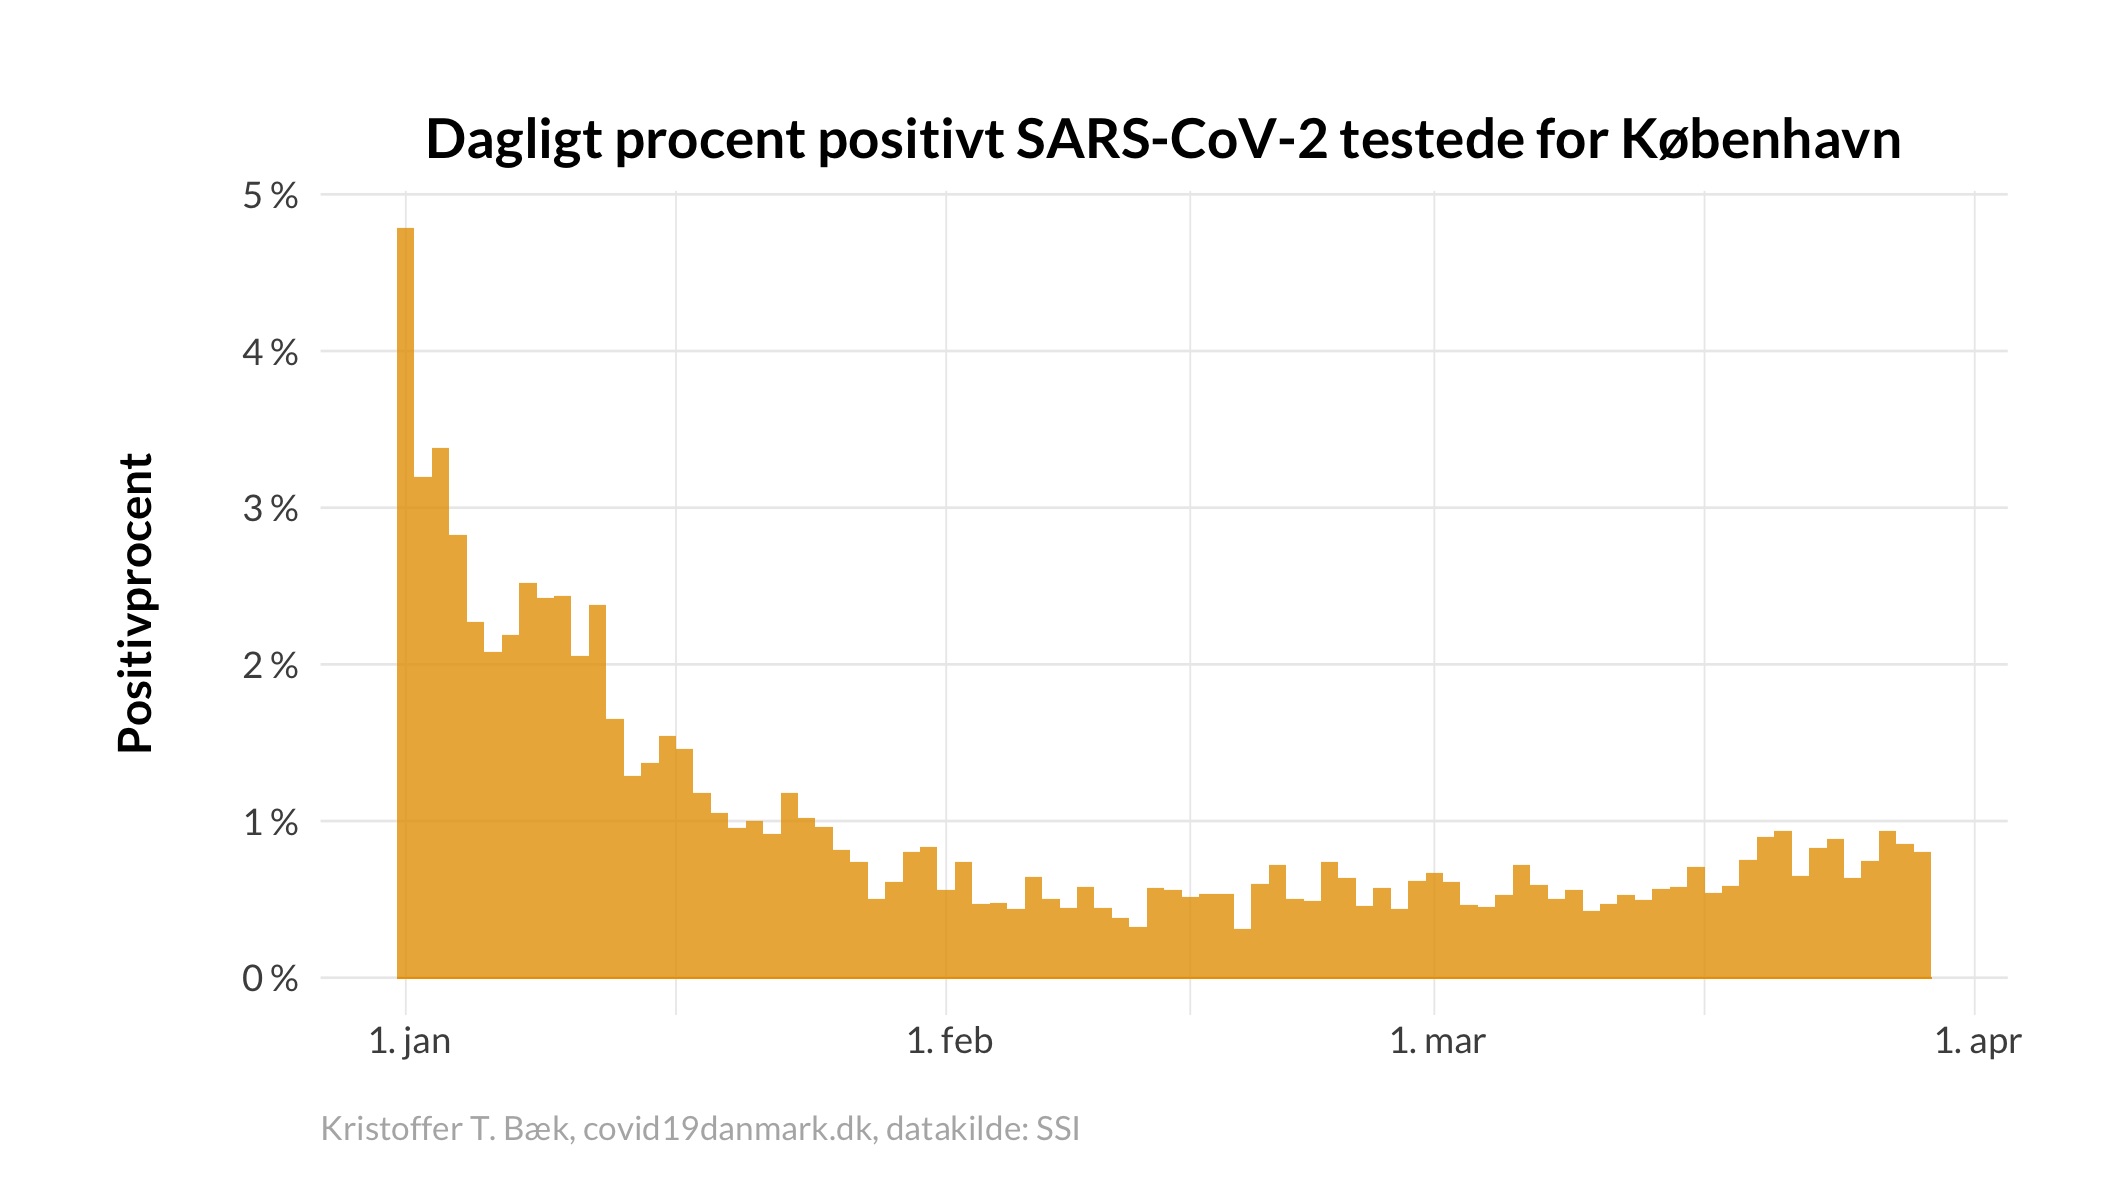 Dagligt procent positivt SARS-CoV-2 testede for København
Positivprocent
5 %
4 %
3 %
2 %
1 %
0 %
1. jan
1. feb
1. mar
1. apr
Kristoffer T. Bæk, covid19danmark.dk, datakilde: SSI